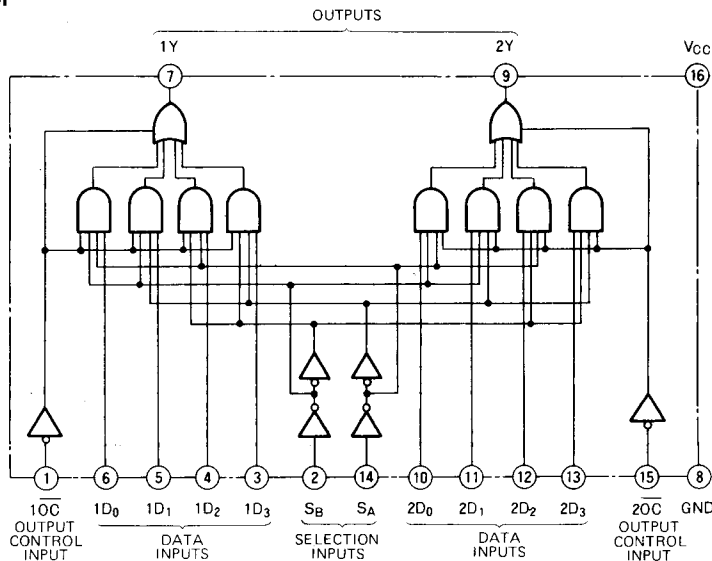 OUTPUTS
1Y 2Y VCC
7 9 16
1 6 5 4 3 2 14 10 11 12 13 15 8
1OC 1D0 1D1 1D2 1D3 SB SA 2D0 2D1 2D2 2D3 2OC GND
OUTPUT CONTROL INPUT
DATA INPUTS
SELECTION INPUTS
DATA INPUTS
OUTPUT CONTROL INPUT